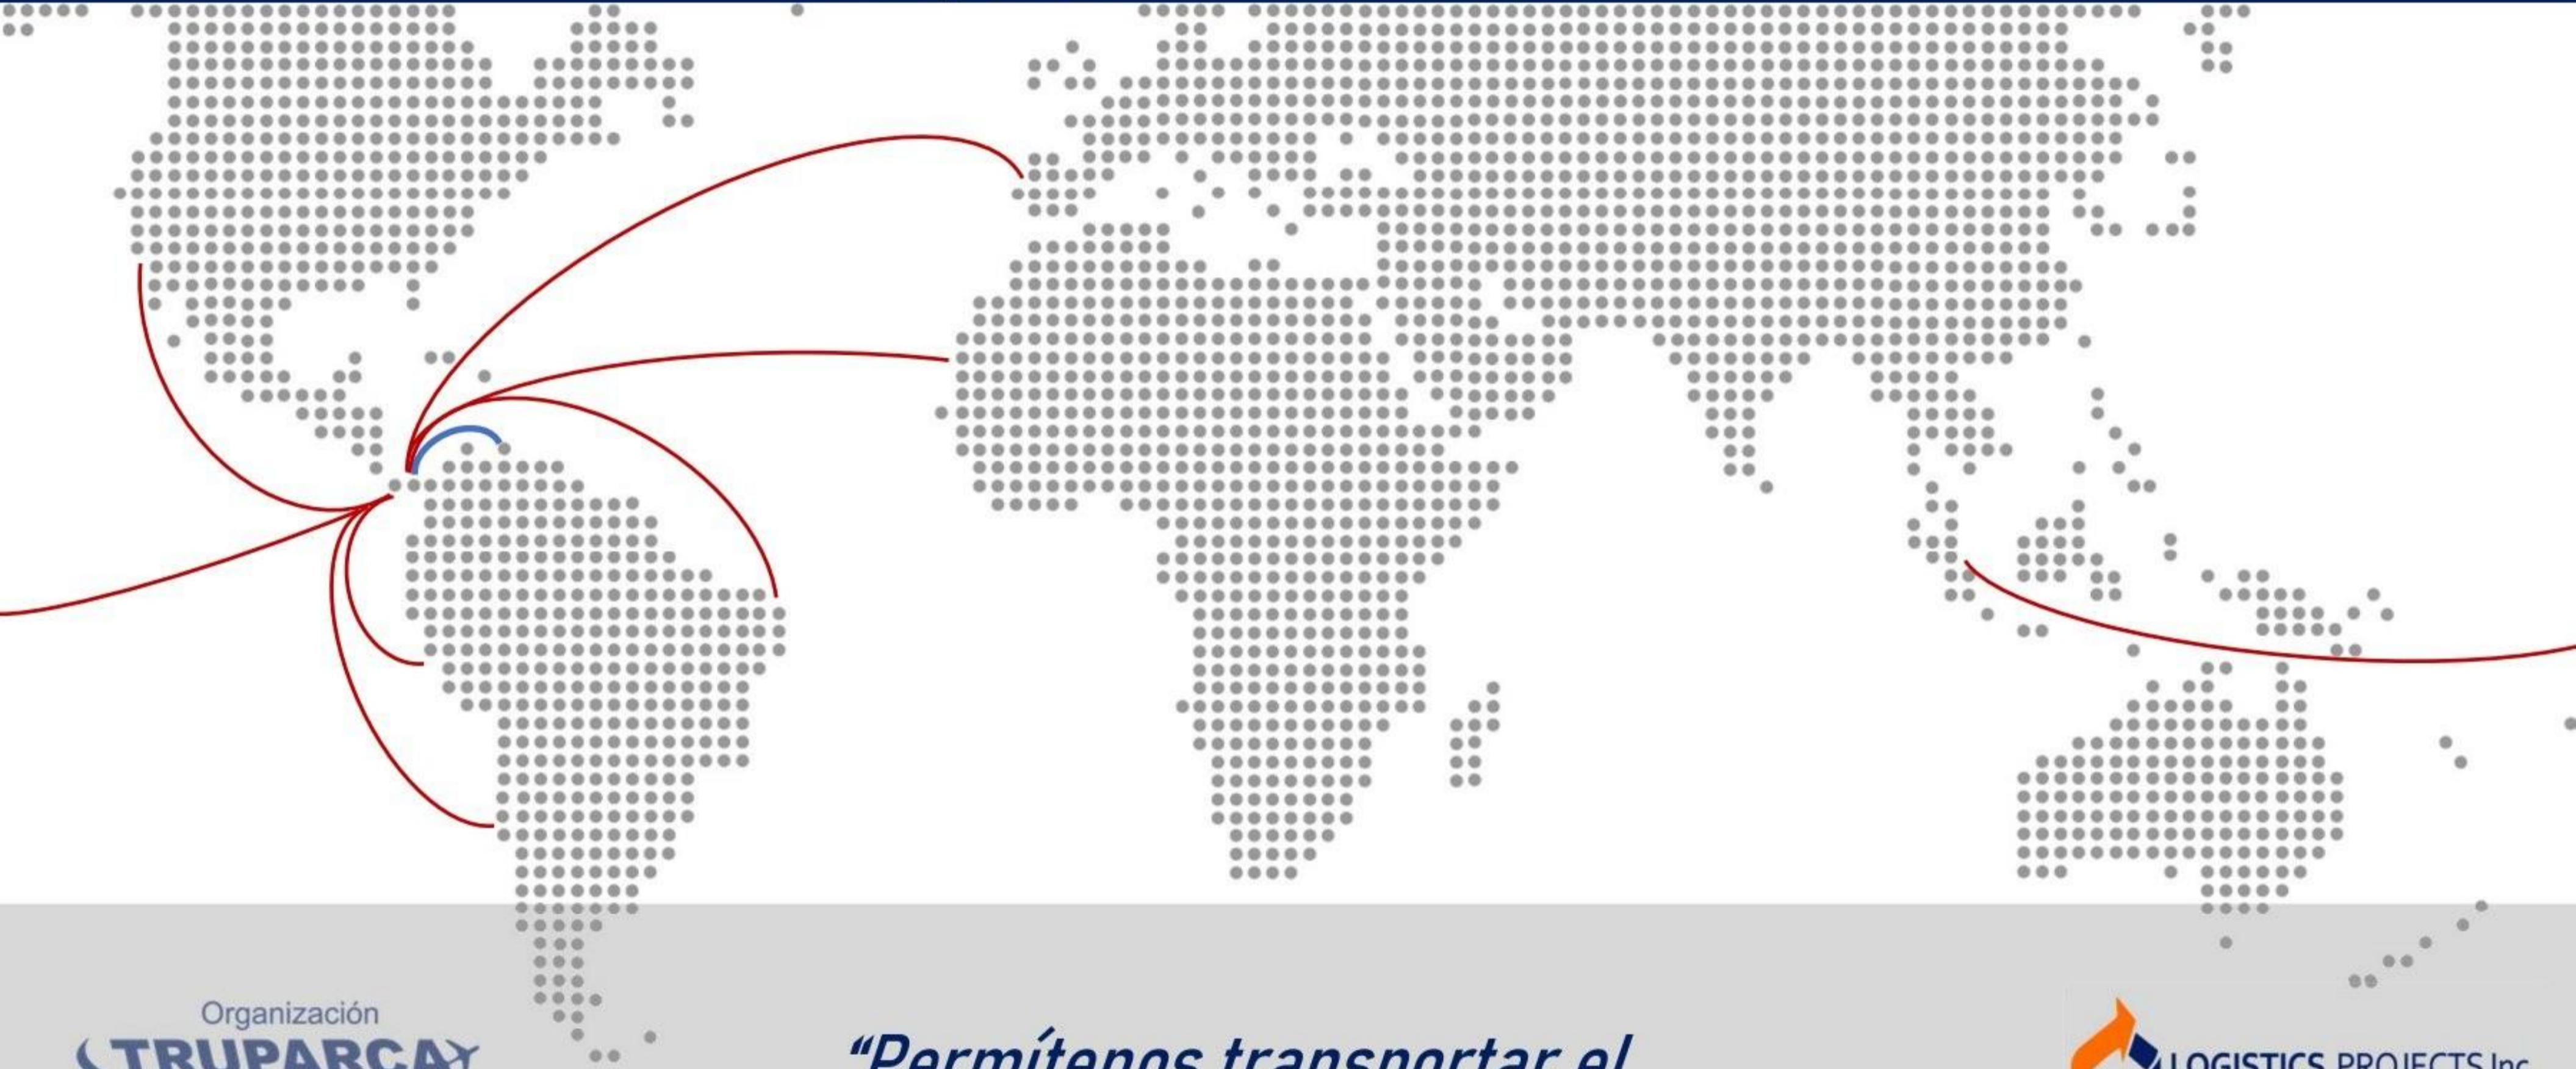 Organización
TRUPARCA
“Permítenos transportar el
LOGISTICS PROJECTS Inc